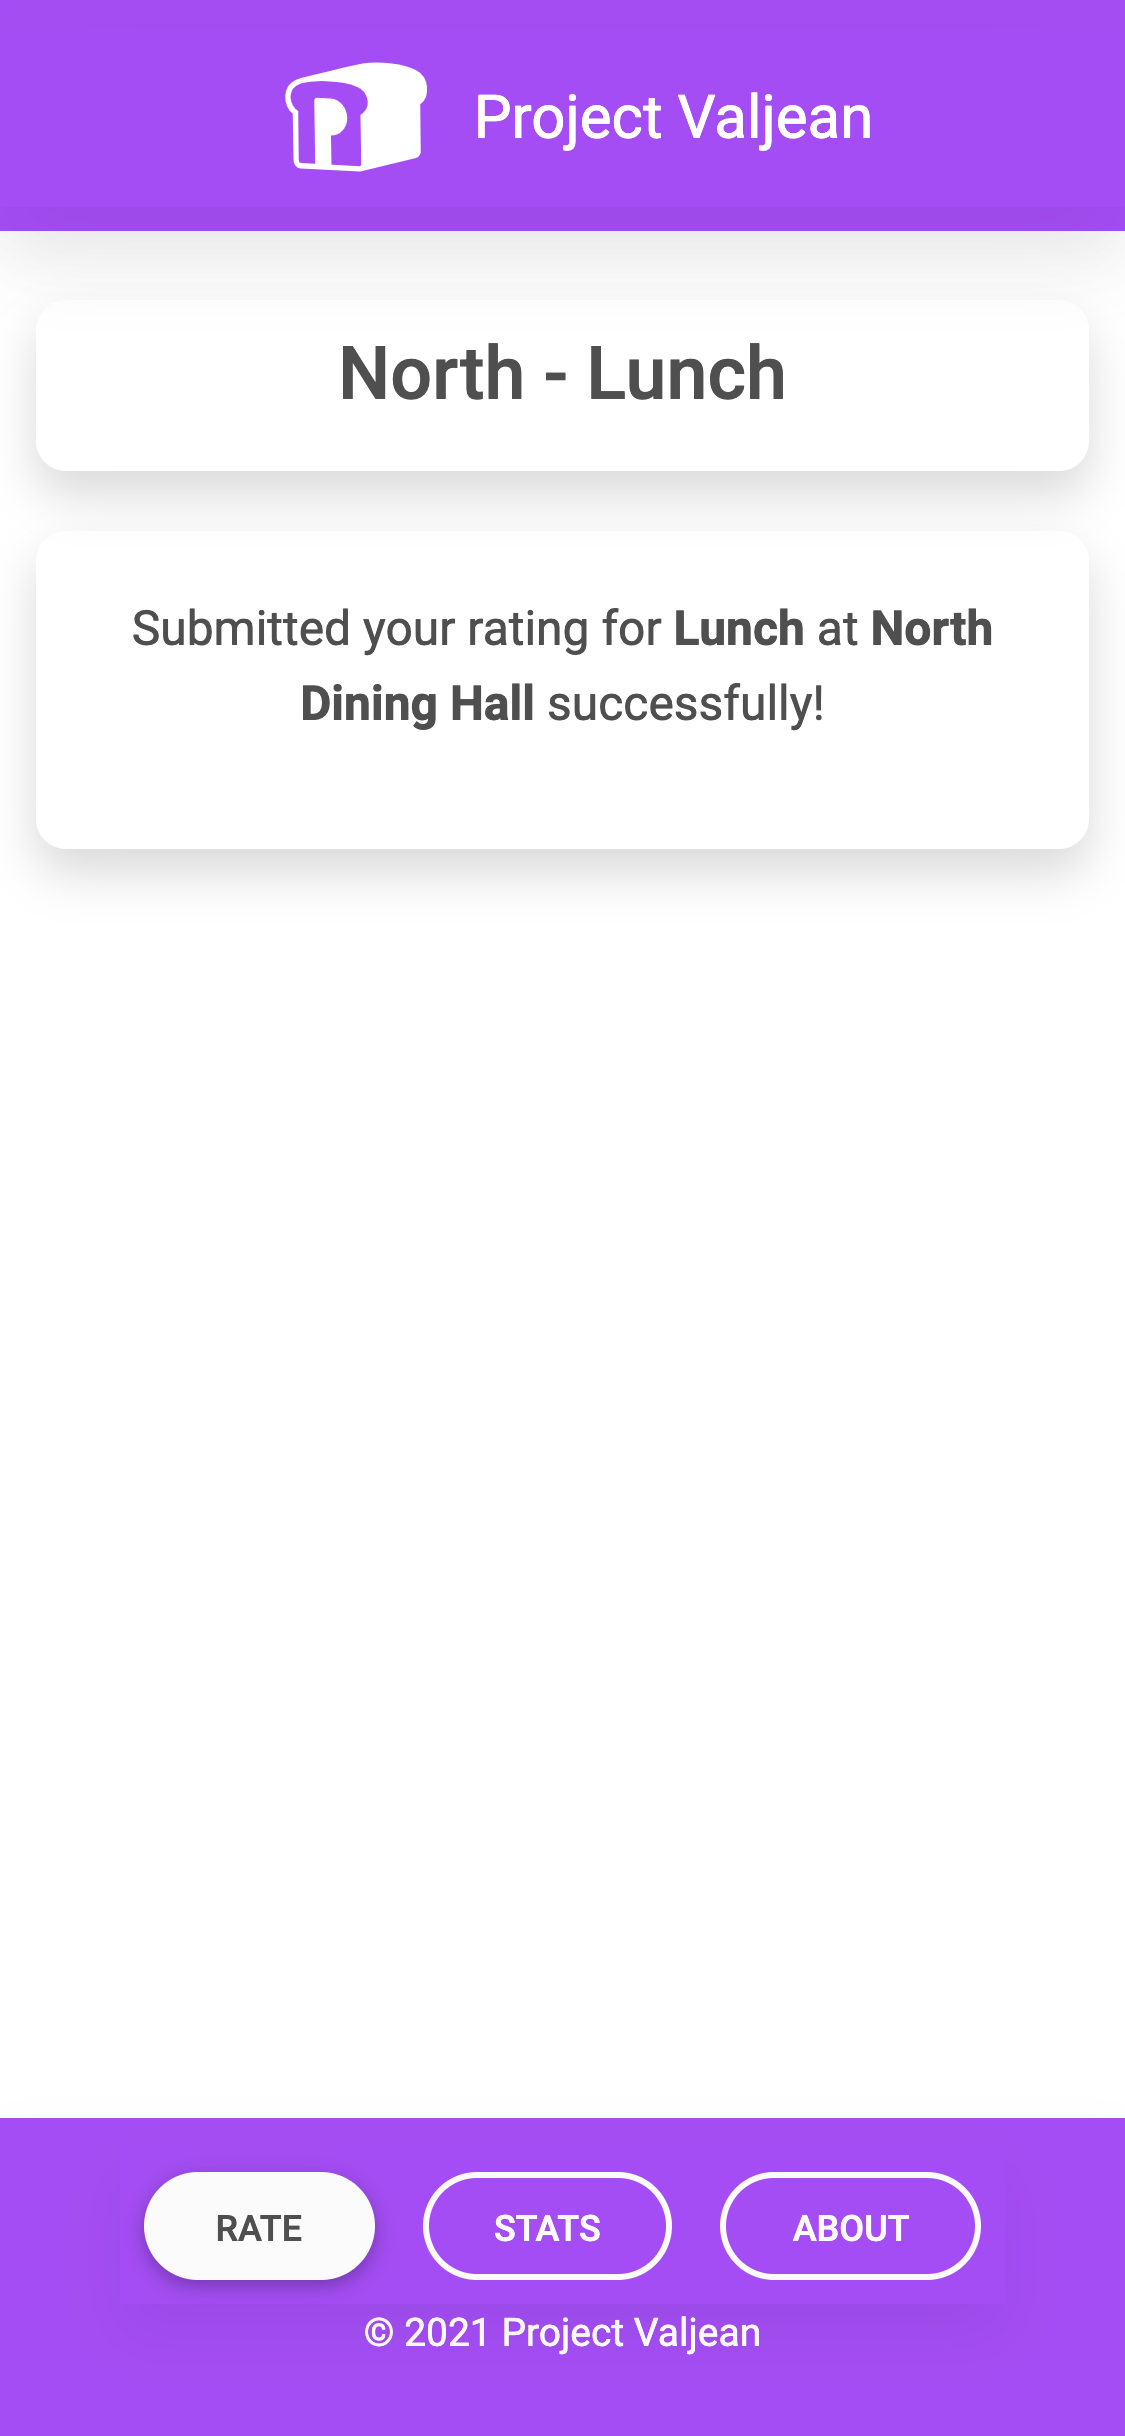 P Project Valjean
North - Lunch
Submitted your rating for Lunch at North
Dining Hall successfully!
RATE STATS ABOUT
© 2021 Project Valjean